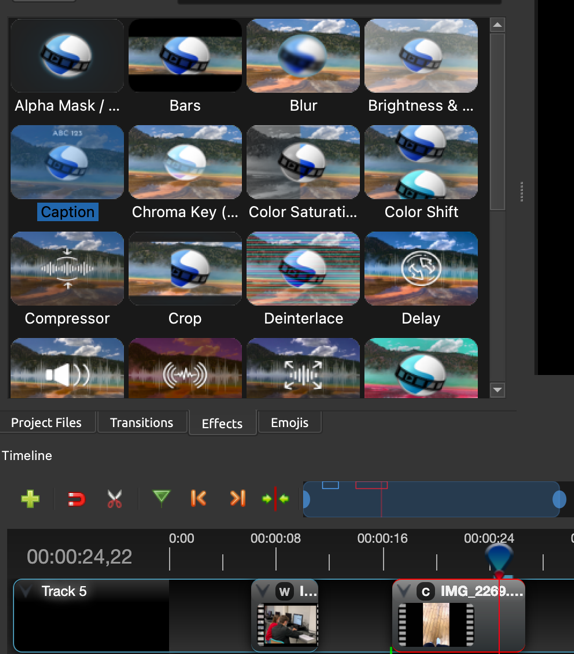 Alpha Mask / ...
Bars
Blur
Brightness & ...
ABC 123
Caption
Chroma Key (...
Color Saturati...
Color Shift
Compressor
Crop
Deinterlace
Delay
Project Files
Transitions
Effects
Emojis
Timeline
0:00
00:00:08
00:00:16
00:00:24
00:00:24,22
Track 5
W
I...
C
IMG_2269....